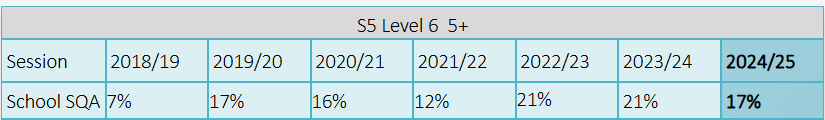 S5 Level 6 5+
Session 2018/19 2019/20 2020/21 2021/22 2022/23 2023/24 2024/25
School SQA 7% 17% 16% 12% 21% 21% 17%